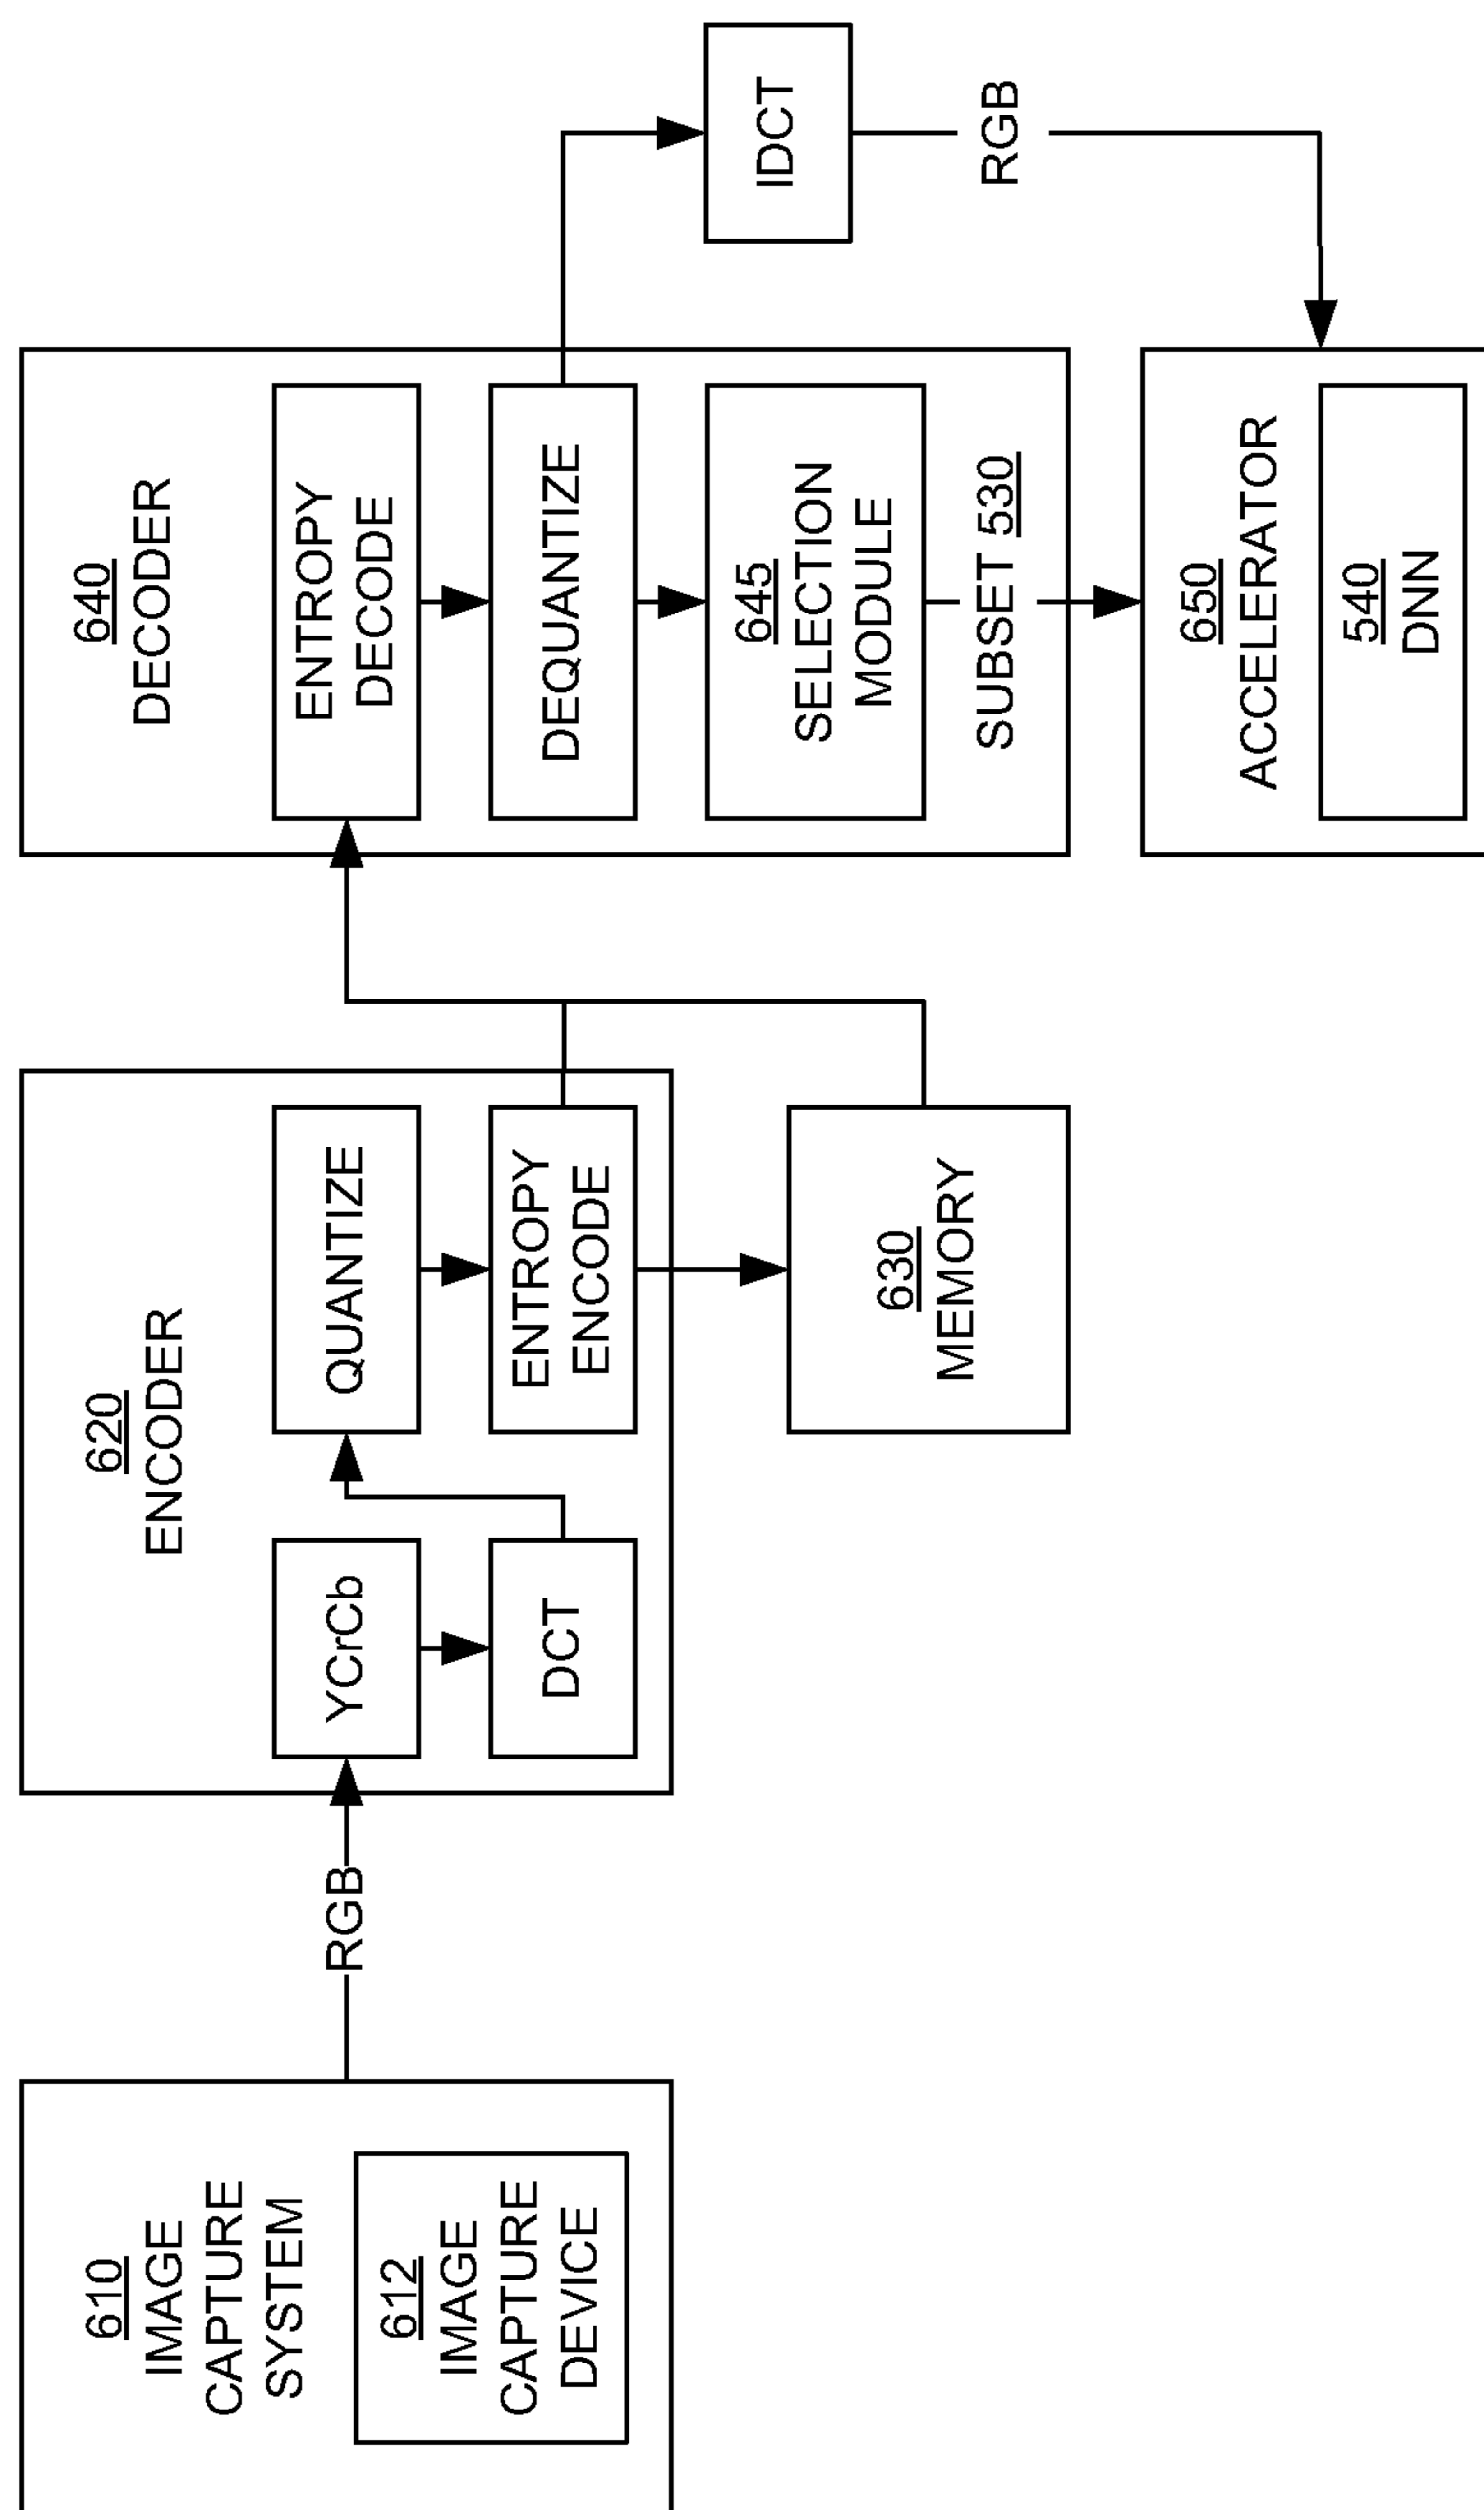 610
IMAGE
CAPTURE
SYSTEM
612
IMAGE
CAPTURE
DEVICE
RGB
620
ENCODER
YCrCb
DCT
QUANTIZE
ENTROPY
ENCODE
630
MEMORY
640
DECODER
ENTROPY
DECODE
DEQUANTIZE
645
SELECTION
MODULE
SUBSET 530
650
ACCELERATOR
540
DNN
IDCT
RGB